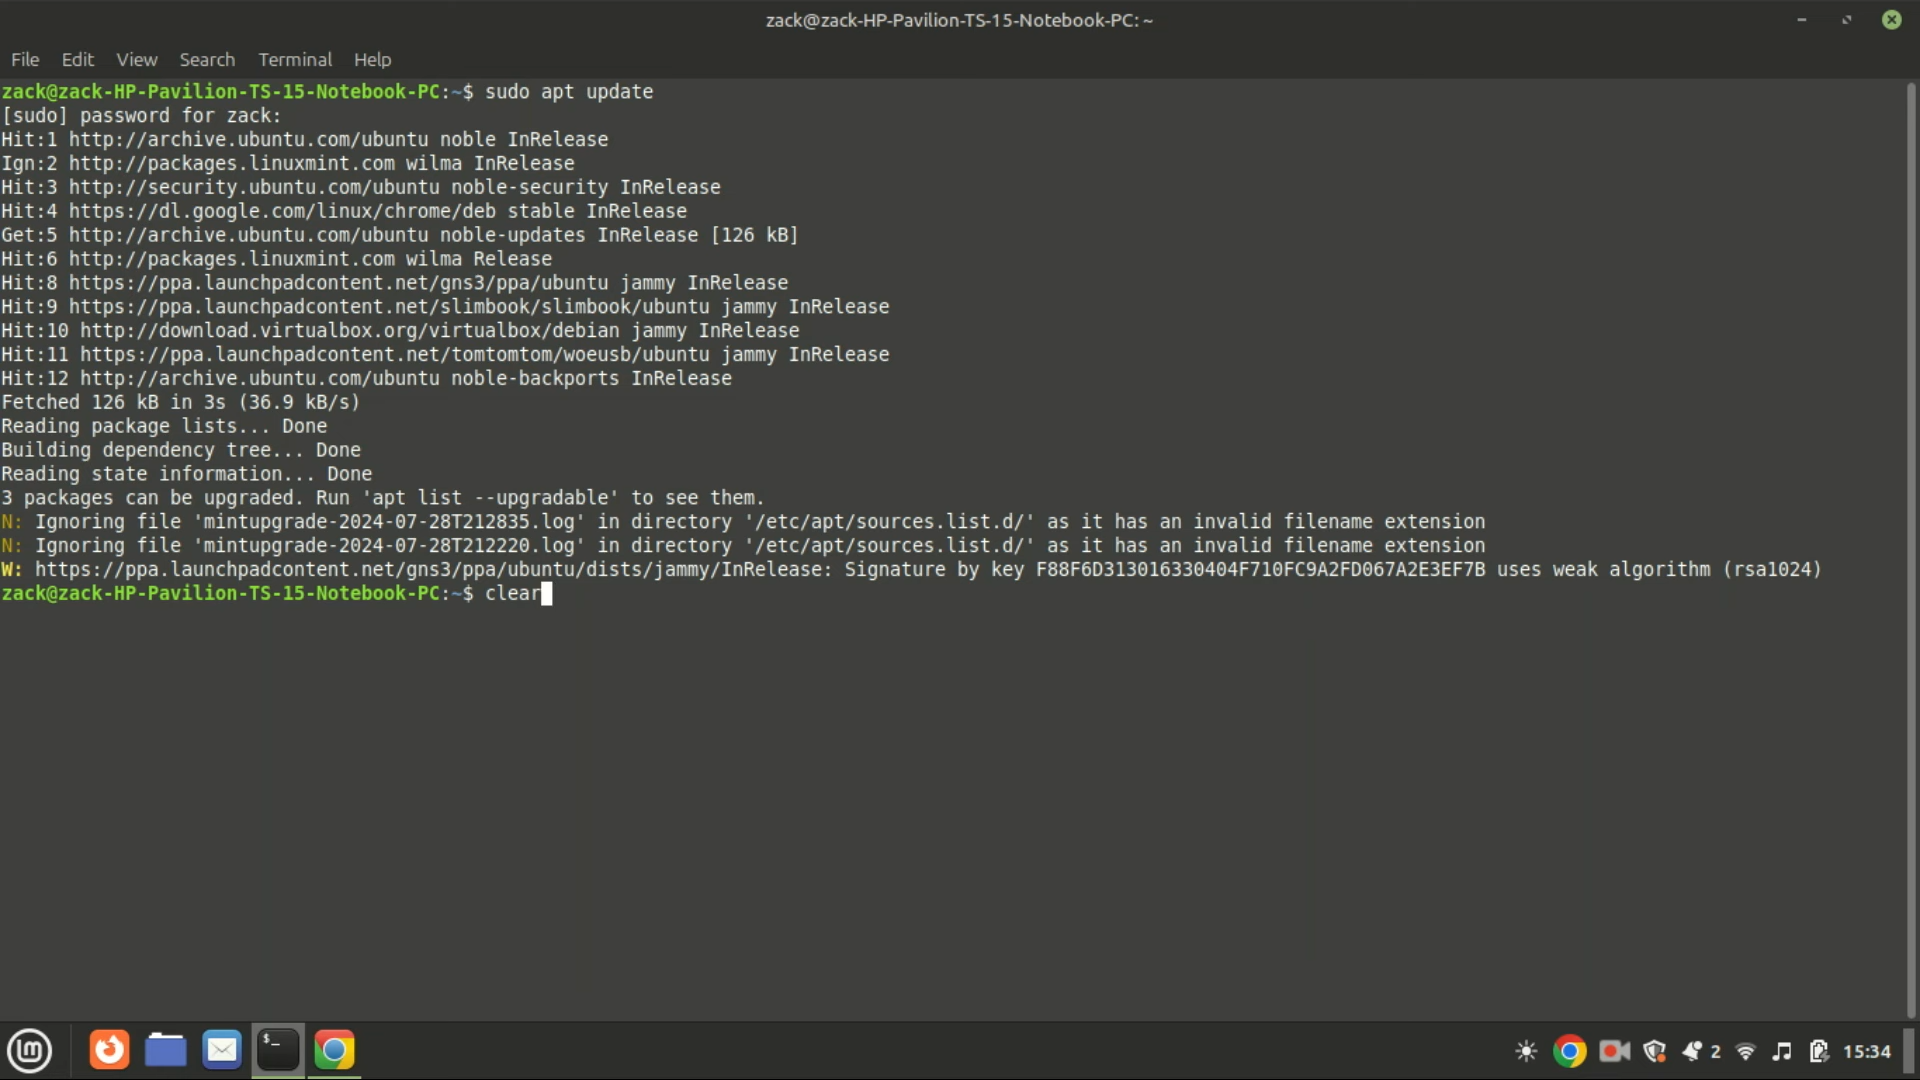 zack@zack-HP-Pavilion-TS-15-Notebook-PC: ~
File Edit View Search Terminal Help
zack@zack-HP-Pavilion-TS-15-Notebook-PC:~$ sudo apt update
[sudo] password for zack:
Hit:1 http://archive.ubuntu.com/ubuntu noble InRelease
Ign:2 http://packages.linuxmint.com wilma InRelease
Hit:3 http://security.ubuntu.com/ubuntu noble-security InRelease
Hit:4 https://dl.google.com/linux/chrome/deb stable InRelease
Get:5 http://archive.ubuntu.com/ubuntu noble-updates InRelease [126 kB]
Hit:6 http://packages.linuxmint.com wilma Release
Hit:8 https://ppa.launchpadcontent.net/gns3/ppa/ubuntu jammy InRelease
Hit:9 https://ppa.launchpadcontent.net/slimbook/slimbook/ubuntu jammy InRelease
Hit:10 http://download.virtualbox.org/virtualbox/debian jammy InRelease
Hit:11 https://ppa.launchpadcontent.net/tomtomtom/woeusb/ubuntu jammy InRelease
Hit:12 http://archive.ubuntu.com/ubuntu noble-backports InRelease
Fetched 126 kB in 3s (36.9 kB/s)
Reading package lists... Done
Building dependency tree... Done
Reading state information... Done
3 packages can be upgraded. Run 'apt list --upgradable' to see them.
N: Ignoring file 'mintupgrade-2024-07-28T212835.log' in directory '/etc/apt/sources.list.d/' as it has an invalid filename extension
N: Ignoring file 'mintupgrade-2024-07-28T212220.log' in directory '/etc/apt/sources.list.d/' as it has an invalid filename extension
W: https://ppa.launchpadcontent.net/gns3/ppa/ubuntu/dists/jammy/InRelease: Signature by key F88F6D313016330404F710FC9A2FD067A2E3EF7B uses weak algorithm (rsa1024)
zack@zack-HP-Pavilion-TS-15-Notebook-PC:~$ clear
$_
2
15:34